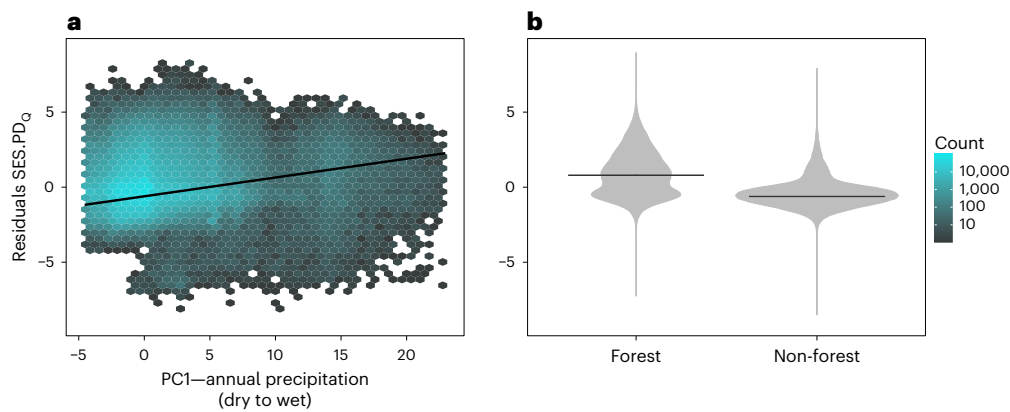 a
b
Residuals SES.PDQ
5
0
−5
−5
0
5
10
15
20
PC1—annual precipitation
(dry to wet)
5
0
−5
Forest
Non-forest
Count
10,000
1,000
100
10